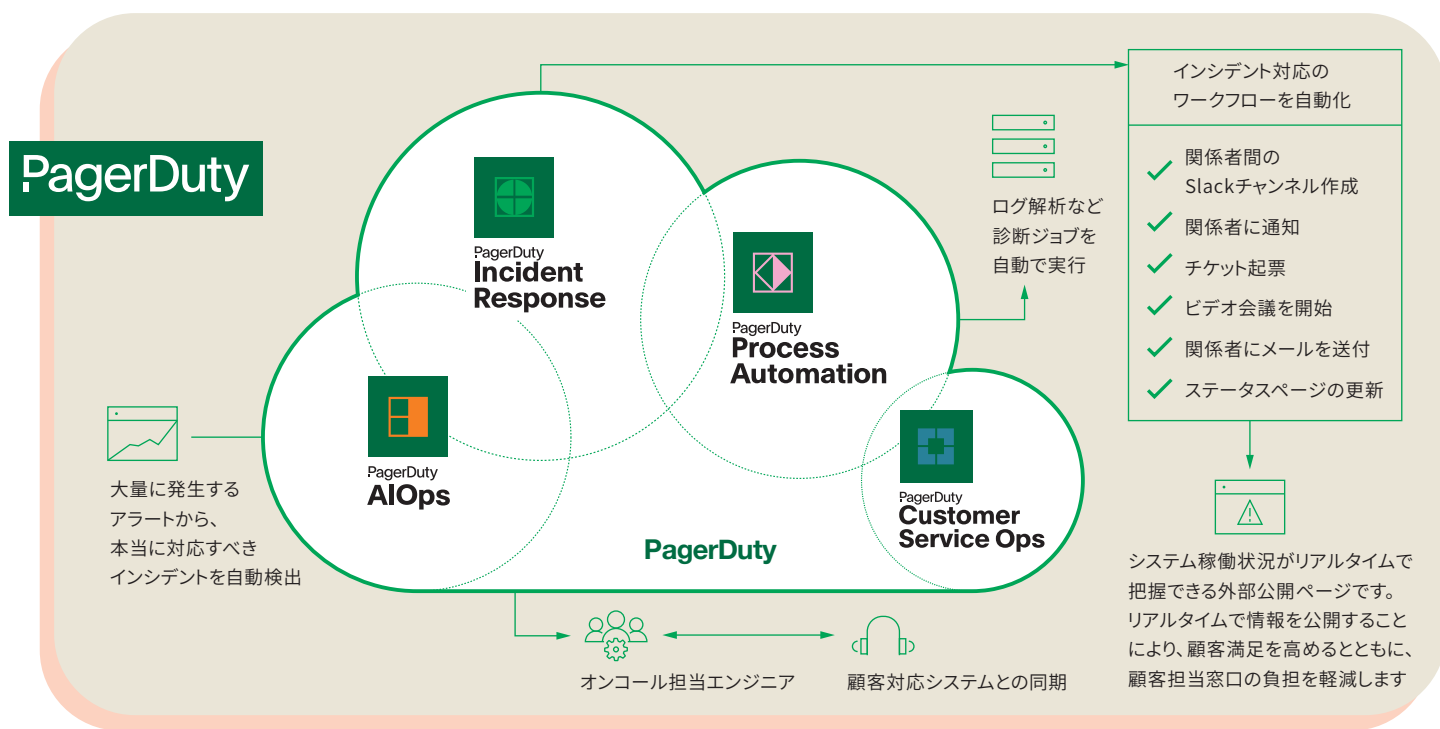 PagerDuty
インシデント対応の
ワークフローを自動化
関係者間の
Slackチャンネル作成
関係者に通知
チケット起票
ビデオ会議を開始
関係者にメールを送付
ステータスページの更新
ログ解析など
診断ジョブを
自動で実行
PagerDuty
Incident
Response
PagerDuty
Process
Automation
PagerDuty
AIOps
PagerDuty
Customer
Service Ops
PagerDuty
大量に発生する
アラートから、
本当に対応すべき
インシデントを自動検出
システム稼働状況がリアルタイムで
把握できる外部公開ページです。
リアルタイムで情報を公開すること
により、顧客満足を高めるとともに、
顧客担当窓口の負担を軽減します
オンコール担当エンジニア
顧客対応システムとの同期